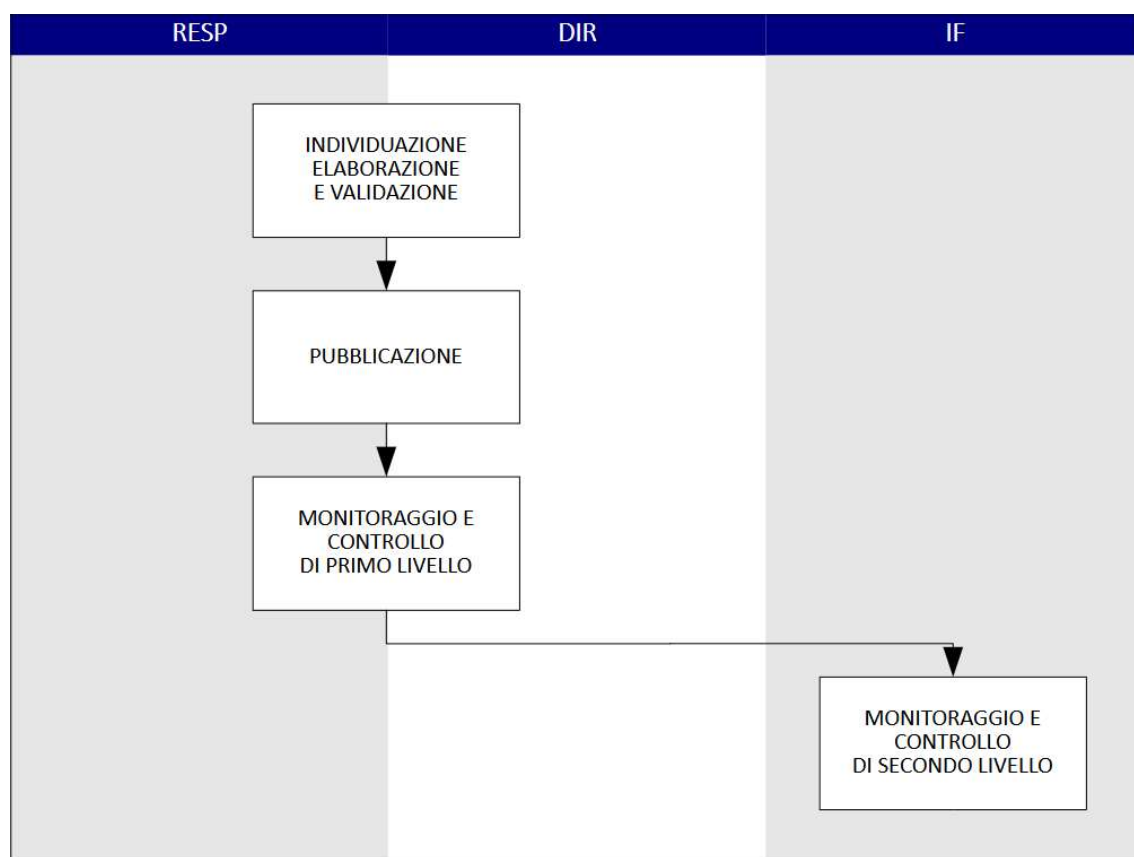 RESP
DIR
IF
INDIVIDUAZIONE
ELABORAZIONE
E VALIDAZIONE
PUBBLICAZIONE
MONITORAGGIO E
CONTROLLO
DI PRIMO LIVELLO
MONITORAGGIO E
CONTROLLO
DI SECONDO LIVELLO